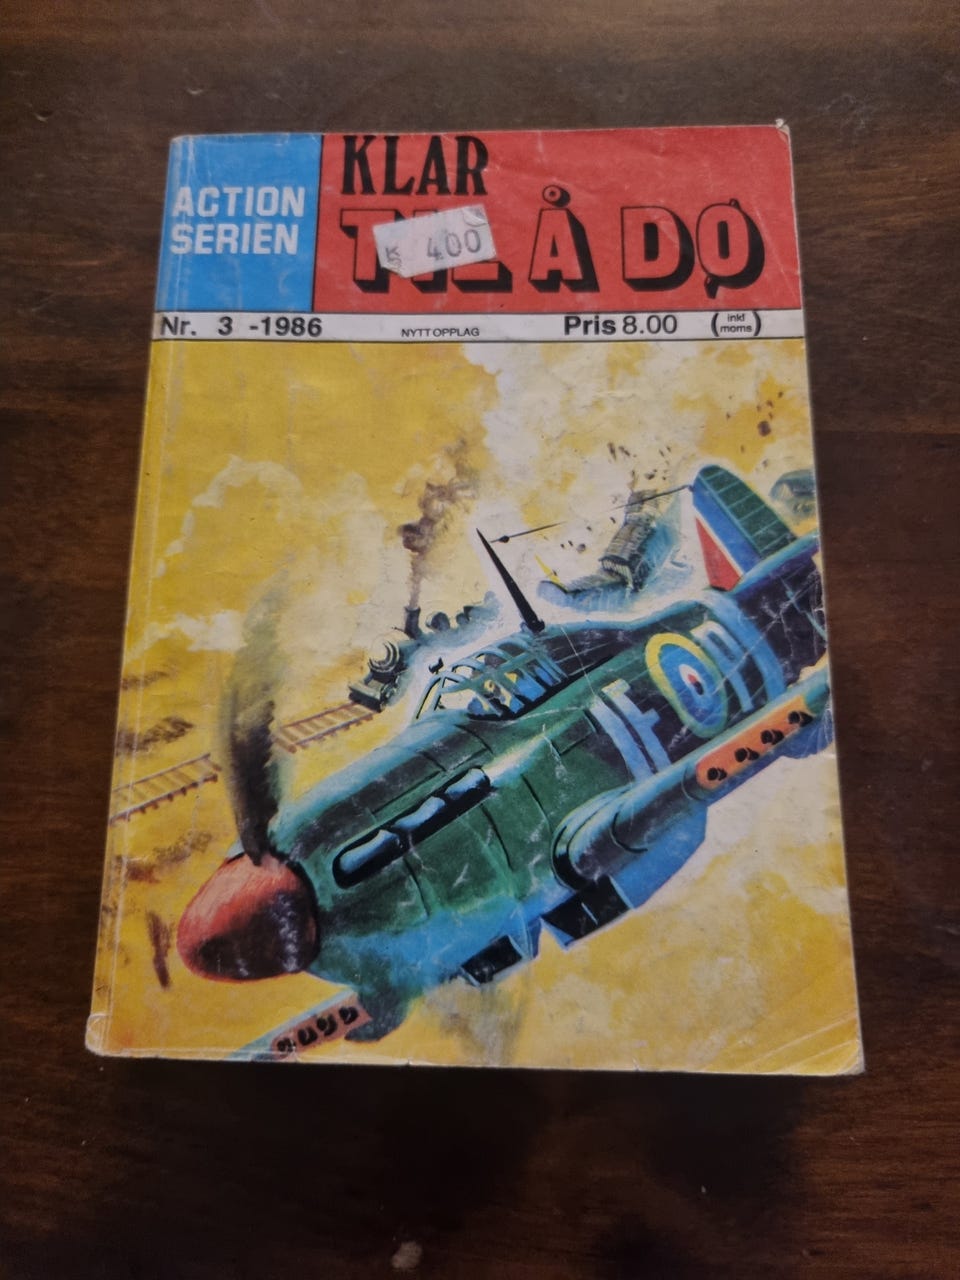 ACTION
SERIEN
KLAR
TIL Å DØ
K 400
Nr. 3 -1986
NYTT OPPLAG
Pris 8.00 (inkl moms)